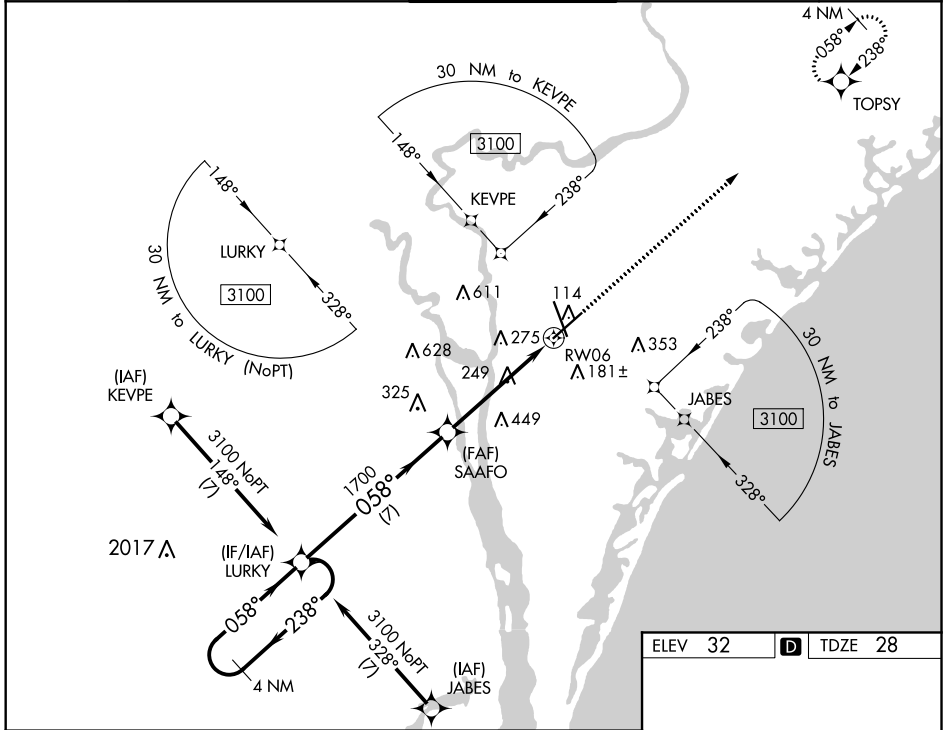 4 NM
058°
238°
TOPSY
30 NM to KEVPE
3100
148°
238°
KEVPE
148°
LURKY
3100
328°
30 NM to LURKY (NoPT)
611
114
275
353
628
RW06
181±
249
325
449
238°
30 NM to JABES
JABES
3100
328°
(IAF)
KEVPE
3100 NoPT
148°
(7)
(FAF)
SAAFO
1700
058°
(7)
2017
(IF/IAF)
LURKY
058°
238°
4 NM
3100 NoPT
328°
(7)
(IAF)
JABES
ELEV 32 D TDZE 28